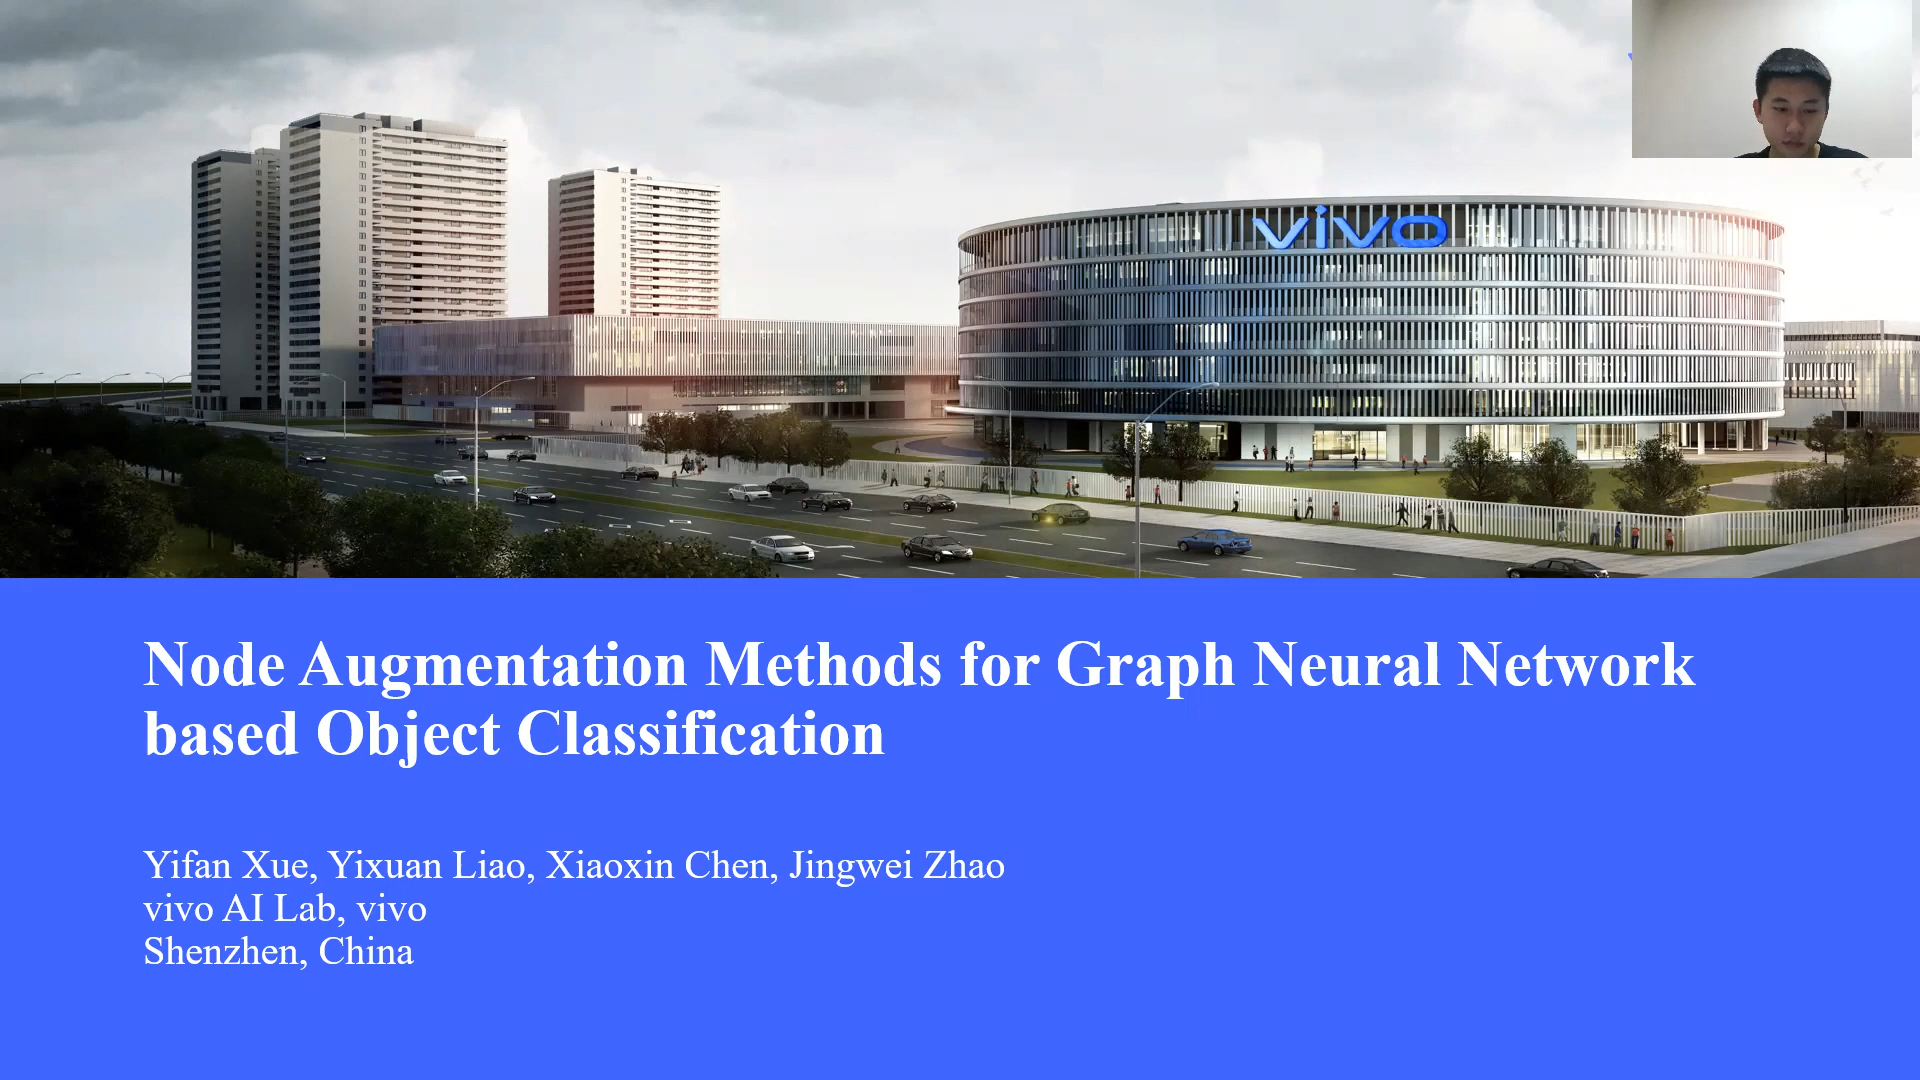 vivo
Node Augmentation Methods for Graph Neural Network
based Object Classification
Yifan Xue, Yixuan Liao, Xiaoxin Chen, Jingwei Zhao
vivo AI Lab, vivo
Shenzhen, China